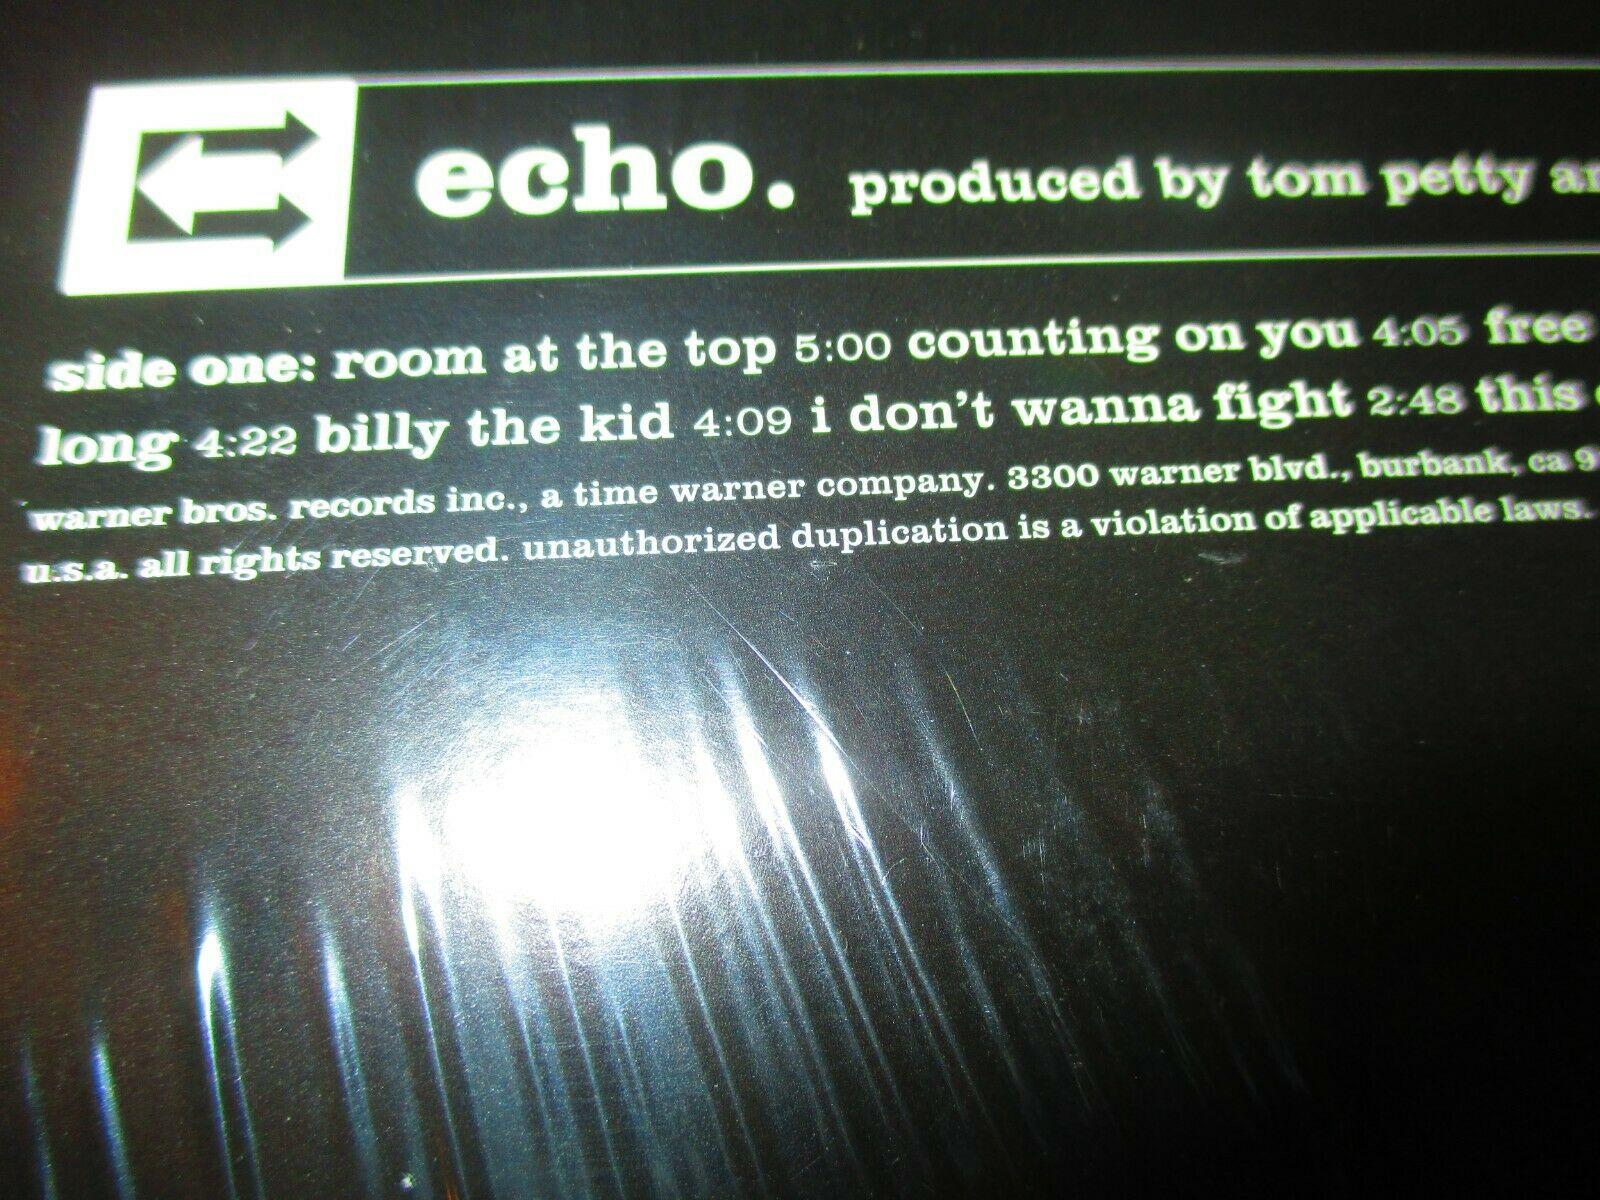 echo. produced by tom petty
side one: room at the top 5:00 counting on you 4:05 free
long 4:22 billy the kid 4:09 i don't wanna fight 2:48 this
warner bros. records inc., a time warner company. 3300 warner blvd., burbank, ca
u.s.a. all rights reserved. unauthorized duplication is a violation of applicable laws.